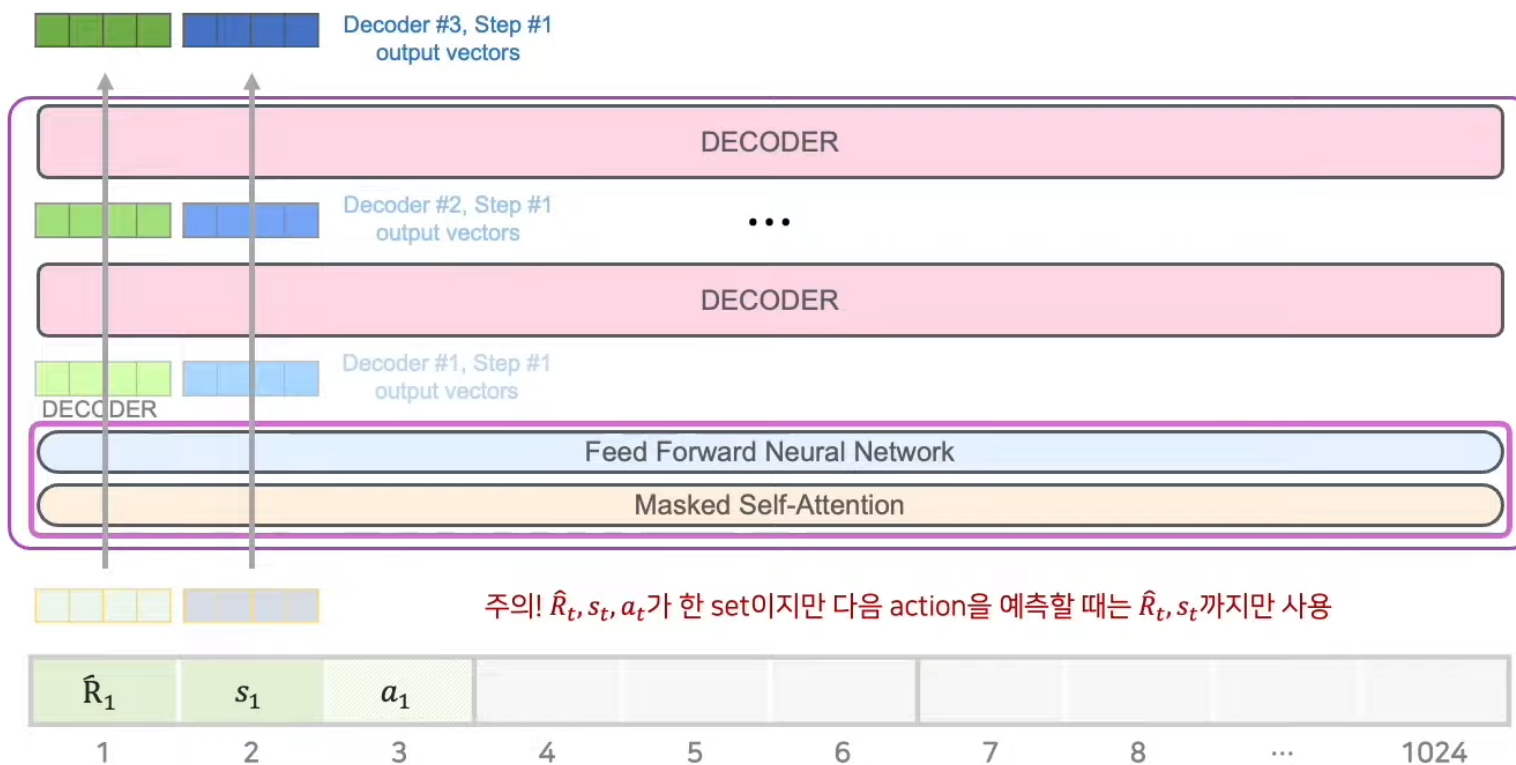 Decoder #3, Step #1
output vectors
DECODER
Decoder #2, Step #1
output vectors
...
DECODER
Decoder #1, Step #1
output vectors
DECODER
Feed Forward Neural Network
Masked Self-Attention
주의! R̂ₜ, sₜ, aₜ가 한 set이지만 다음 action을 예측할 때는 R̂ₜ, sₜ까지만 사용
R̂₁ s₁ a₁
1 2 3 4 5 6 7 8 ... 1024